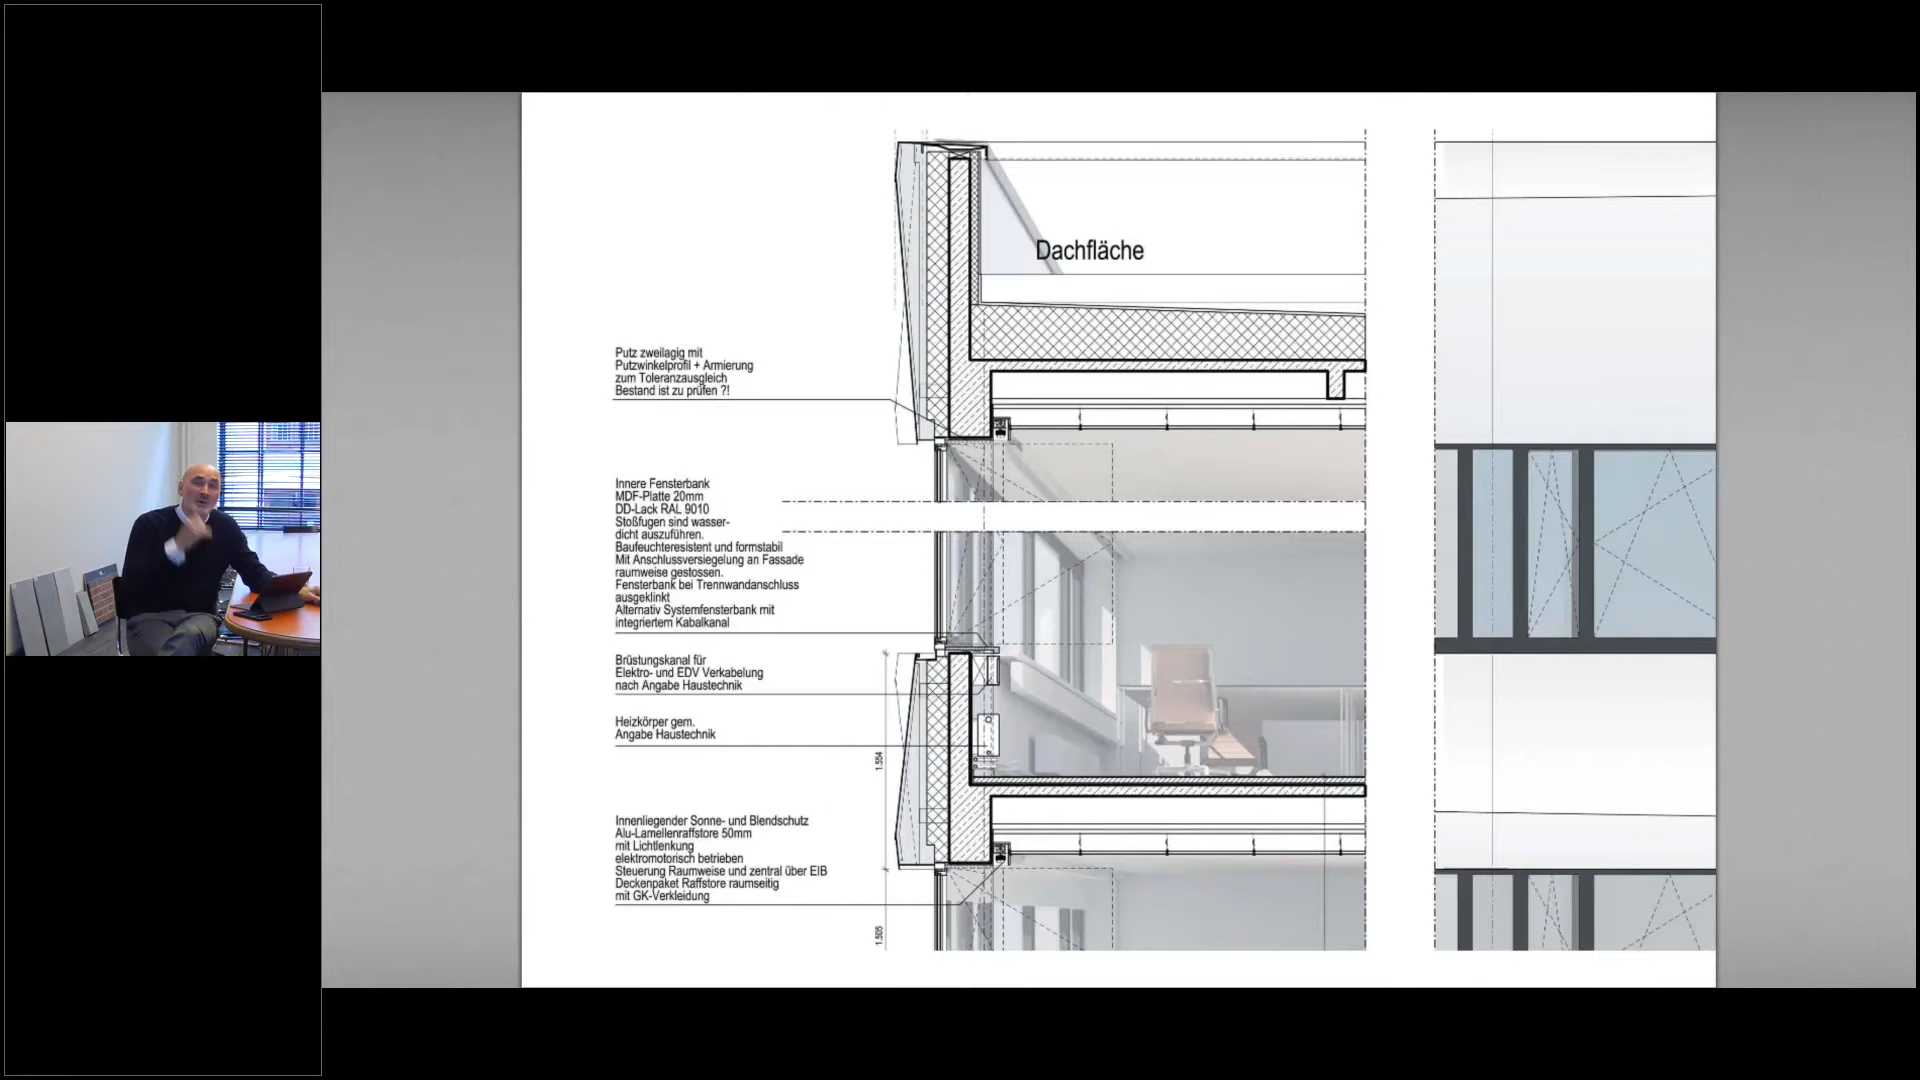 Dachfläche
Putz zweilagig mit
Putzwinkelprofil + Armierung
zum Toleranzausgleich
Bestand ist zu prüfen ?!
Innere Fensterbank
MDF-Platte 20mm
DD-Lack RAL 9010
Stoßfugen sind wasser-
dicht auszuführen.
Baufeuchteresistent und formstabil
Mit Anschlussversiegelung an Fassade
raumweise gestossen.
Fensterbank bei Trennwandanschluss
ausgeklinkt
Alternativ Systemfensterbank mit
integriertem Kabalkanal
Brüstungskanal für
Elektro- und EDV Verkabelung
nach Angabe Haustechnik
Heizkörper gem.
Angabe Haustechnik
1.554
Innenliegender Sonne- und Blendschutz
Alu-Lamellenraffstore 50mm
mit Lichtlenkung
elektromotorisch betrieben
Steuerung Raumweise und zentral über EIB
Deckenpaket Raffstore raumseitig
mit GK-Verkleidung
1.505